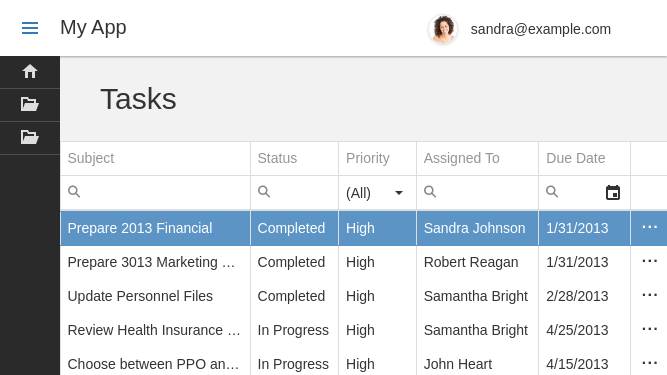 My App
sandra@example.com
Tasks
Subject Status Priority Assigned To Due Date
(All)
Prepare 2013 Financial Completed High Sandra Johnson 1/31/2013 ...
Prepare 3013 Marketing … Completed High Robert Reagan 1/31/2013 ...
Update Personnel Files Completed High Samantha Bright 2/28/2013 ...
Review Health Insurance … In Progress High Samantha Bright 4/25/2013 ...
Choose between PPO an… In Progress High John Heart 4/15/2013 ...